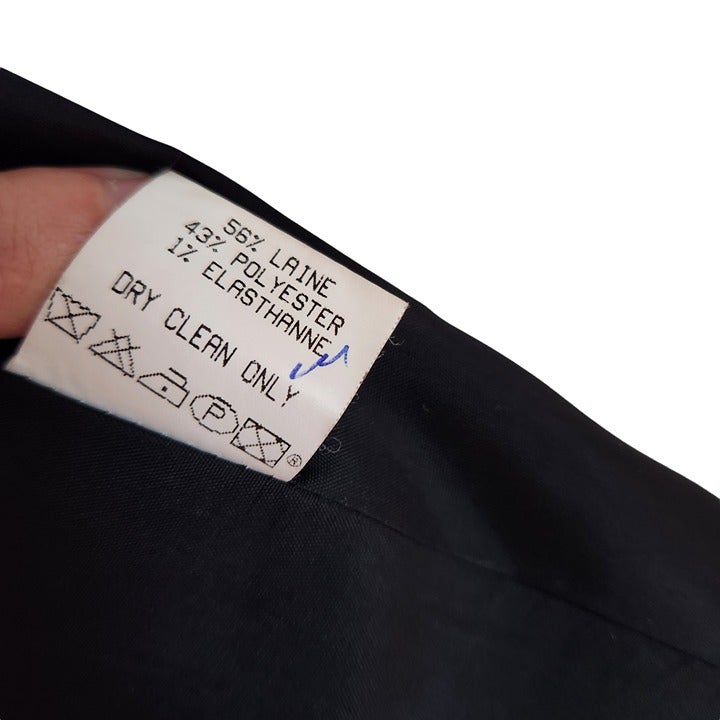 56% LAINE
43% POLYESTER
1% ELASTHANNE
DRY CLEAN ONLY
P
®